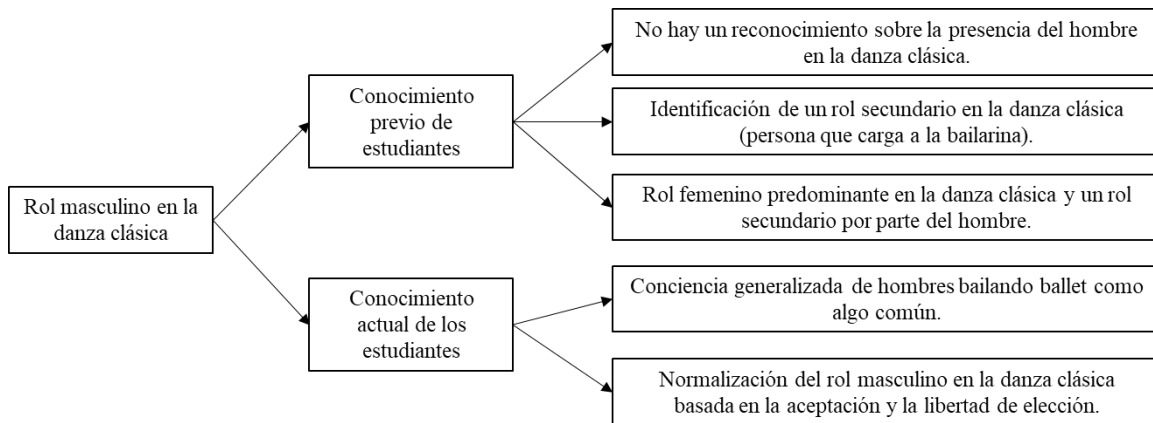 Rol masculino en la
danza clásica
Conocimiento
previo de
estudiantes
No hay un reconocimiento sobre la presencia del hombre
en la danza clásica.
Identificación de un rol secundario en la danza clásica
(persona que carga a la bailarina).
Rol femenino predominante en la danza clásica y un rol
secundario por parte del hombre.
Conocimiento
actual de los
estudiantes
Conciencia generalizada de hombres bailando ballet como
algo común.
Normalización del rol masculino en la danza clásica
basada en la aceptación y la libertad de elección.